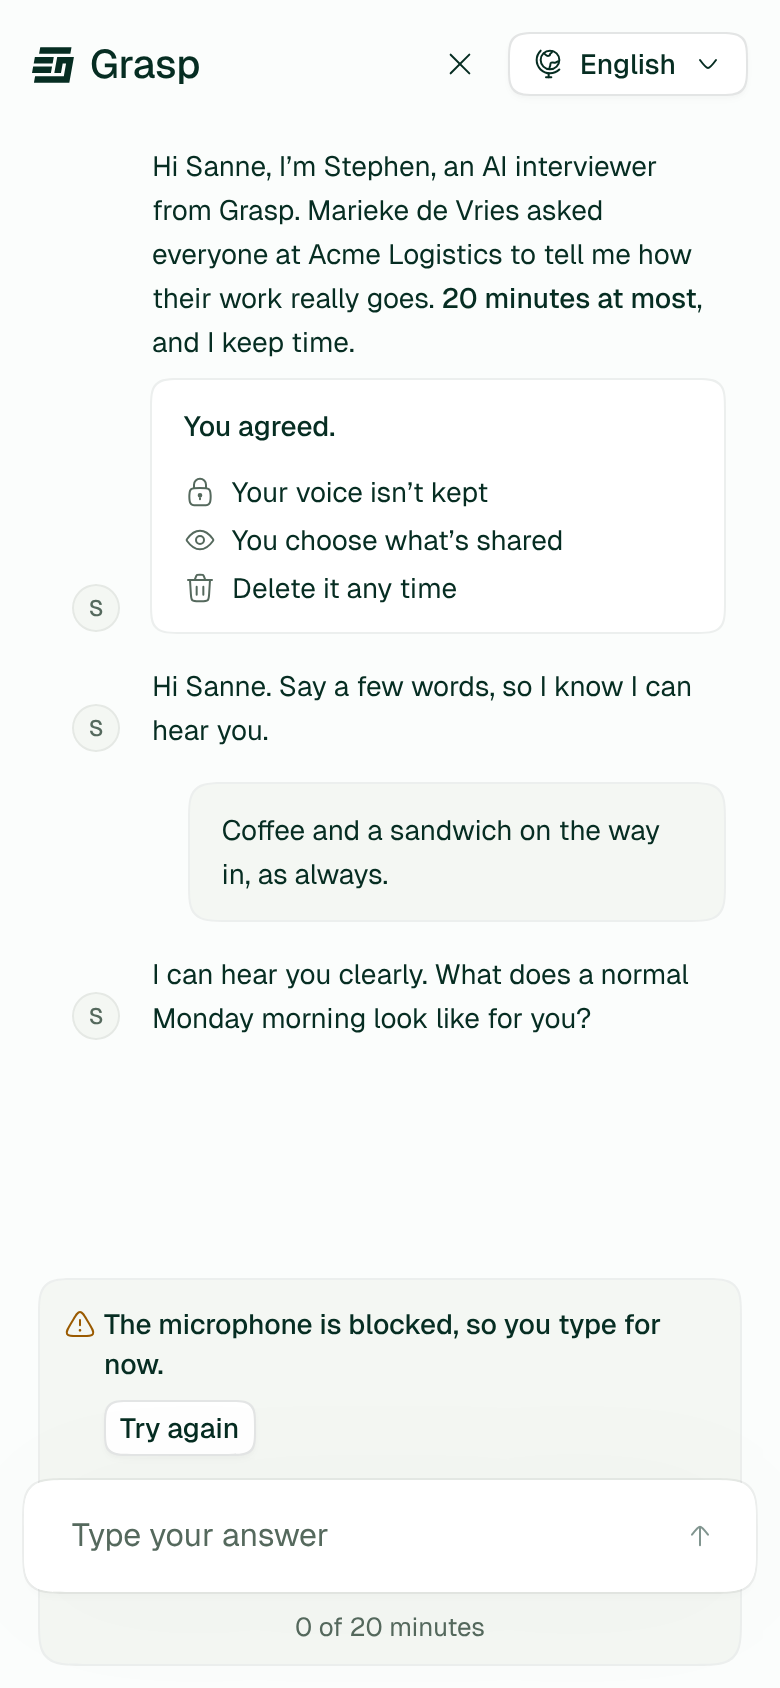 Grasp
English
Hi Sanne, I’m Stephen, an AI interviewer
from Grasp. Marieke de Vries asked
everyone at Acme Logistics to tell me how
their work really goes. 20 minutes at most,
and I keep time.
You agreed.
Your voice isn’t kept
You choose what’s shared
Delete it any time
S
Hi Sanne. Say a few words, so I know I can
hear you.
S
Coffee and a sandwich on the way
in, as always.
I can hear you clearly. What does a normal
Monday morning look like for you?
S
The microphone is blocked, so you type for
now.
Try again
Type your answer
0 of 20 minutes